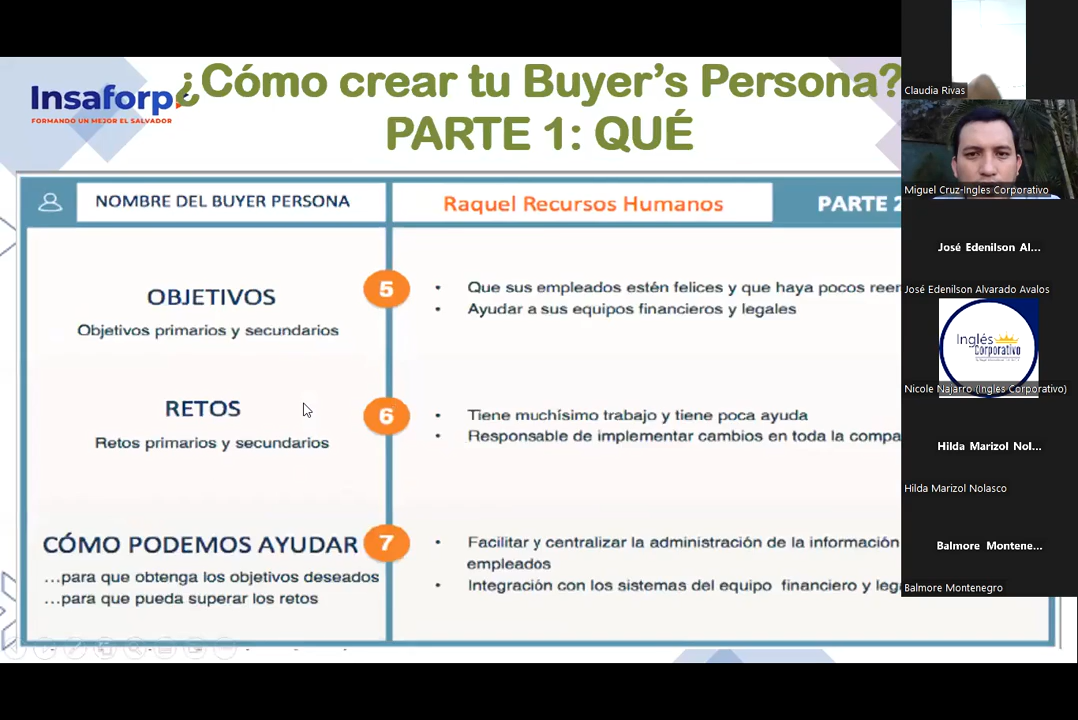 ¿Cómo crear tu Buyer's Persona?
PARTE 1: QUÉ
Insaforp
FORMANDO UN MEJOR EL SALVADOR
NOMBRE DEL BUYER PERSONA
Raquel Recursos Humanos
PARTE 2
OBJETIVOS
Objetivos primarios y secundarios
5
• Que sus empleados estén felices y que haya pocos reem
• Ayudar a sus equipos financieros y legales
RETOS
Retos primarios y secundarios
6
• Tiene muchísimo trabajo y tiene poca ayuda
• Responsable de implementar cambios en toda la compa
CÓMO PODEMOS AYUDAR
...para que obtenga los objetivos deseados
...para que pueda superar los retos
7
• Facilitar y centralizar la administración de la información
empleados
• Integración con los sistemas del equipo financiero y lega
Claudia Rivas
Miguel Cruz-Ingles Corporativo
José Edenilson Al...
José Edenilson Alvarado Avalos
Inglés
Corporativo
Nicole Najarro (Inglés Corporativo)
Hilda Marizol Nol...
Hilda Marizol Nolasco
Balmore Montene...
Balmore Montenegro